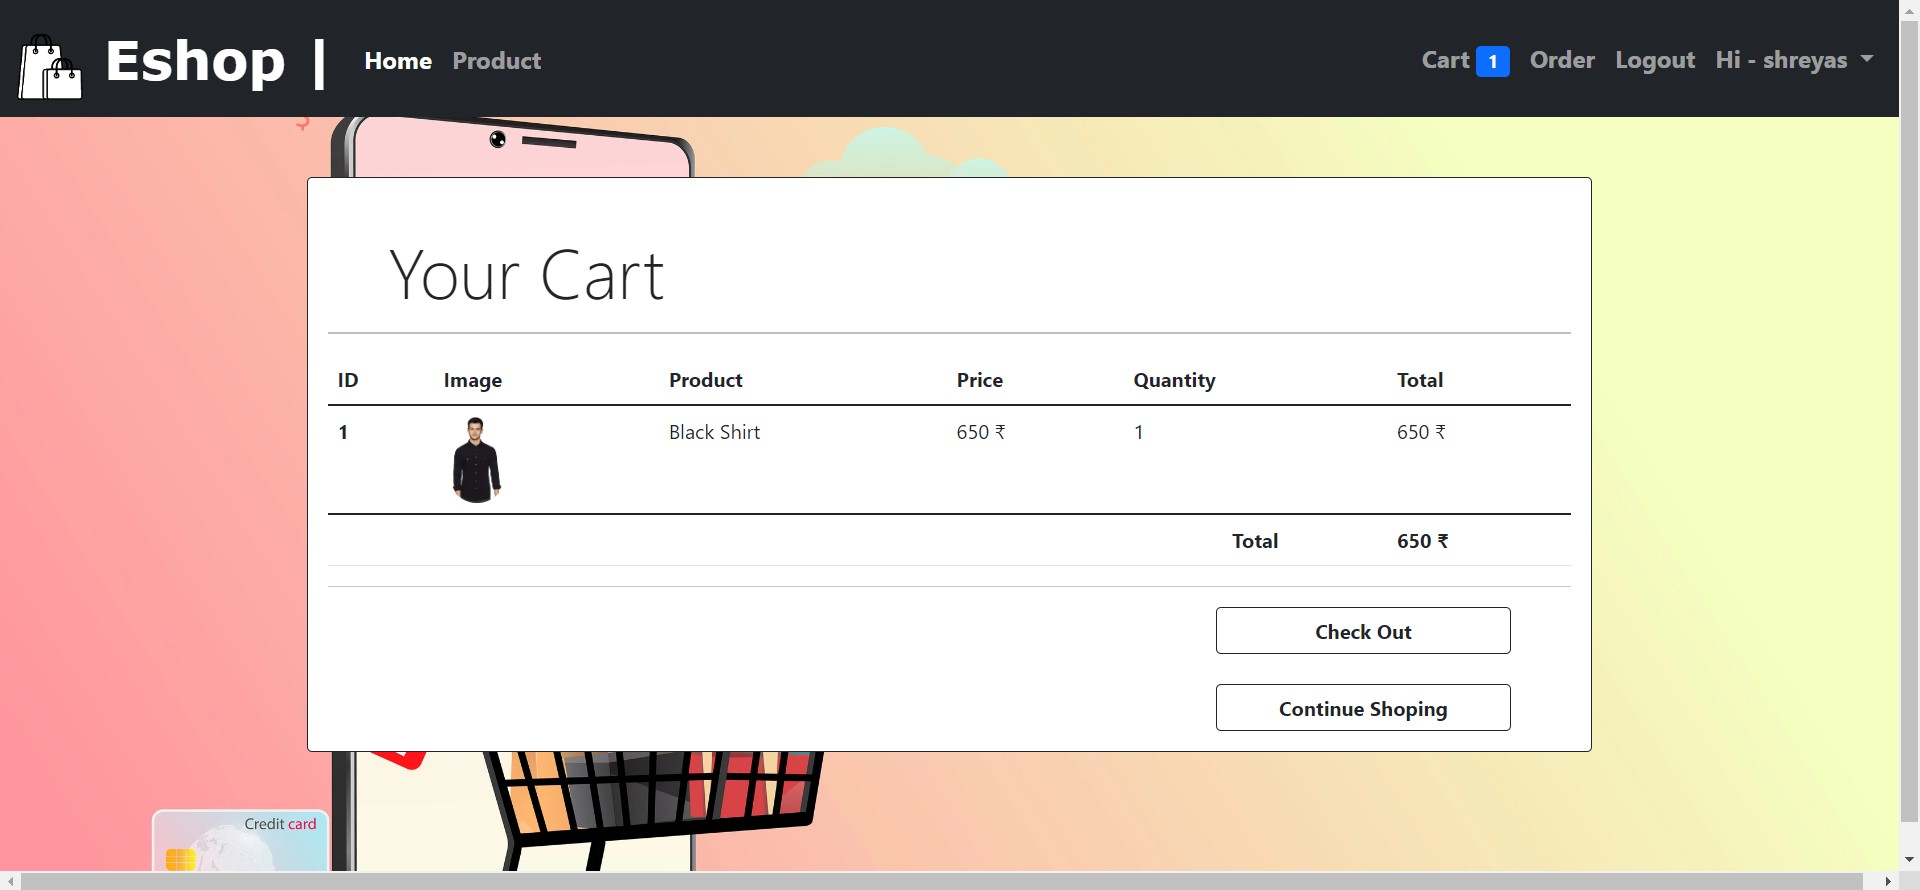 Eshop | Home Product Cart 1 Order Logout Hi - shreyas
Your Cart
ID Image Product Price Quantity Total
1 Black Shirt 650 ₹ 1 650 ₹
Total 650 ₹
Check Out
Continue Shoping
Credit card